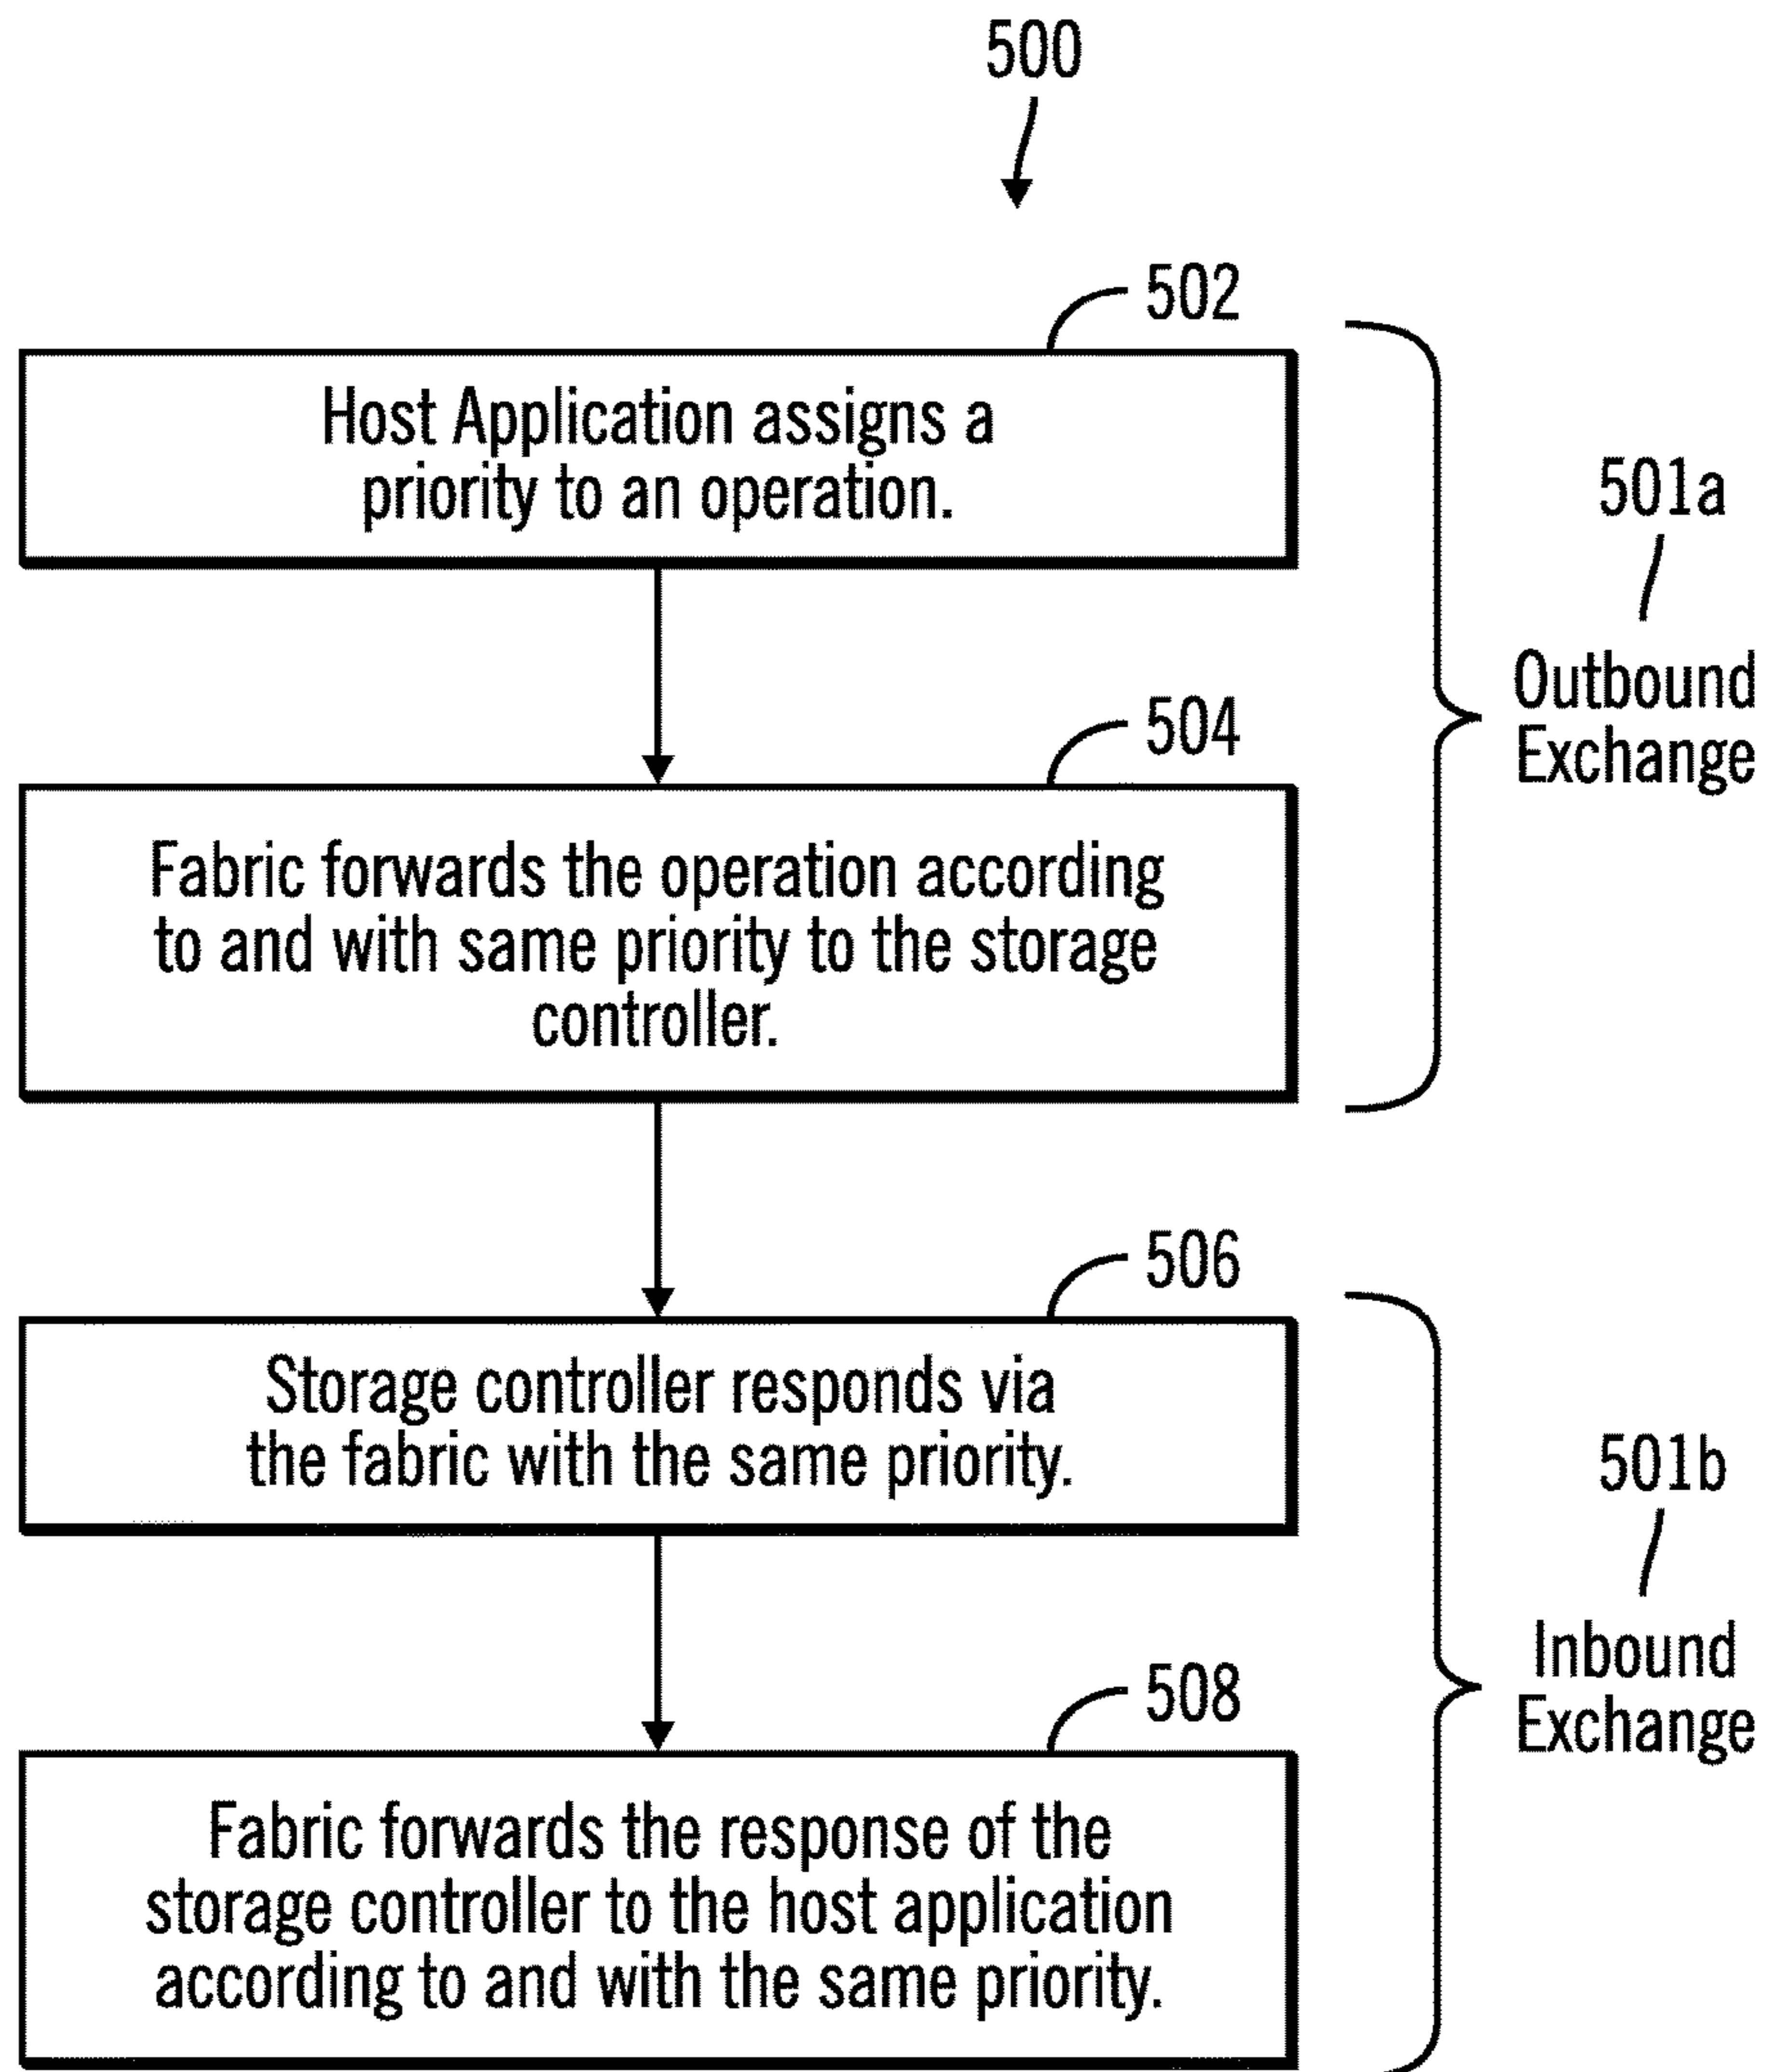 500
502
Host Application assigns a
priority to an operation.
501a
Outbound
Exchange
504
Fabric forwards the operation according
to and with same priority to the storage
controller.
506
Storage controller responds via
the fabric with the same priority.
501b
Inbound
Exchange
508
Fabric forwards the response of the
storage controller to the host application
according to and with the same priority.